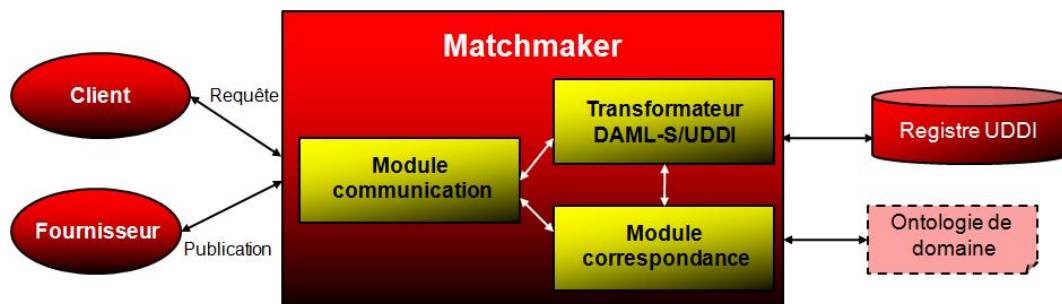 Matchmaker
Client
Requête
Transformateur
DAML-S/UDDI
Registre UDDI
Module
communication
Fournisseur
Publication
Module
correspondance
Ontologie de
domaine